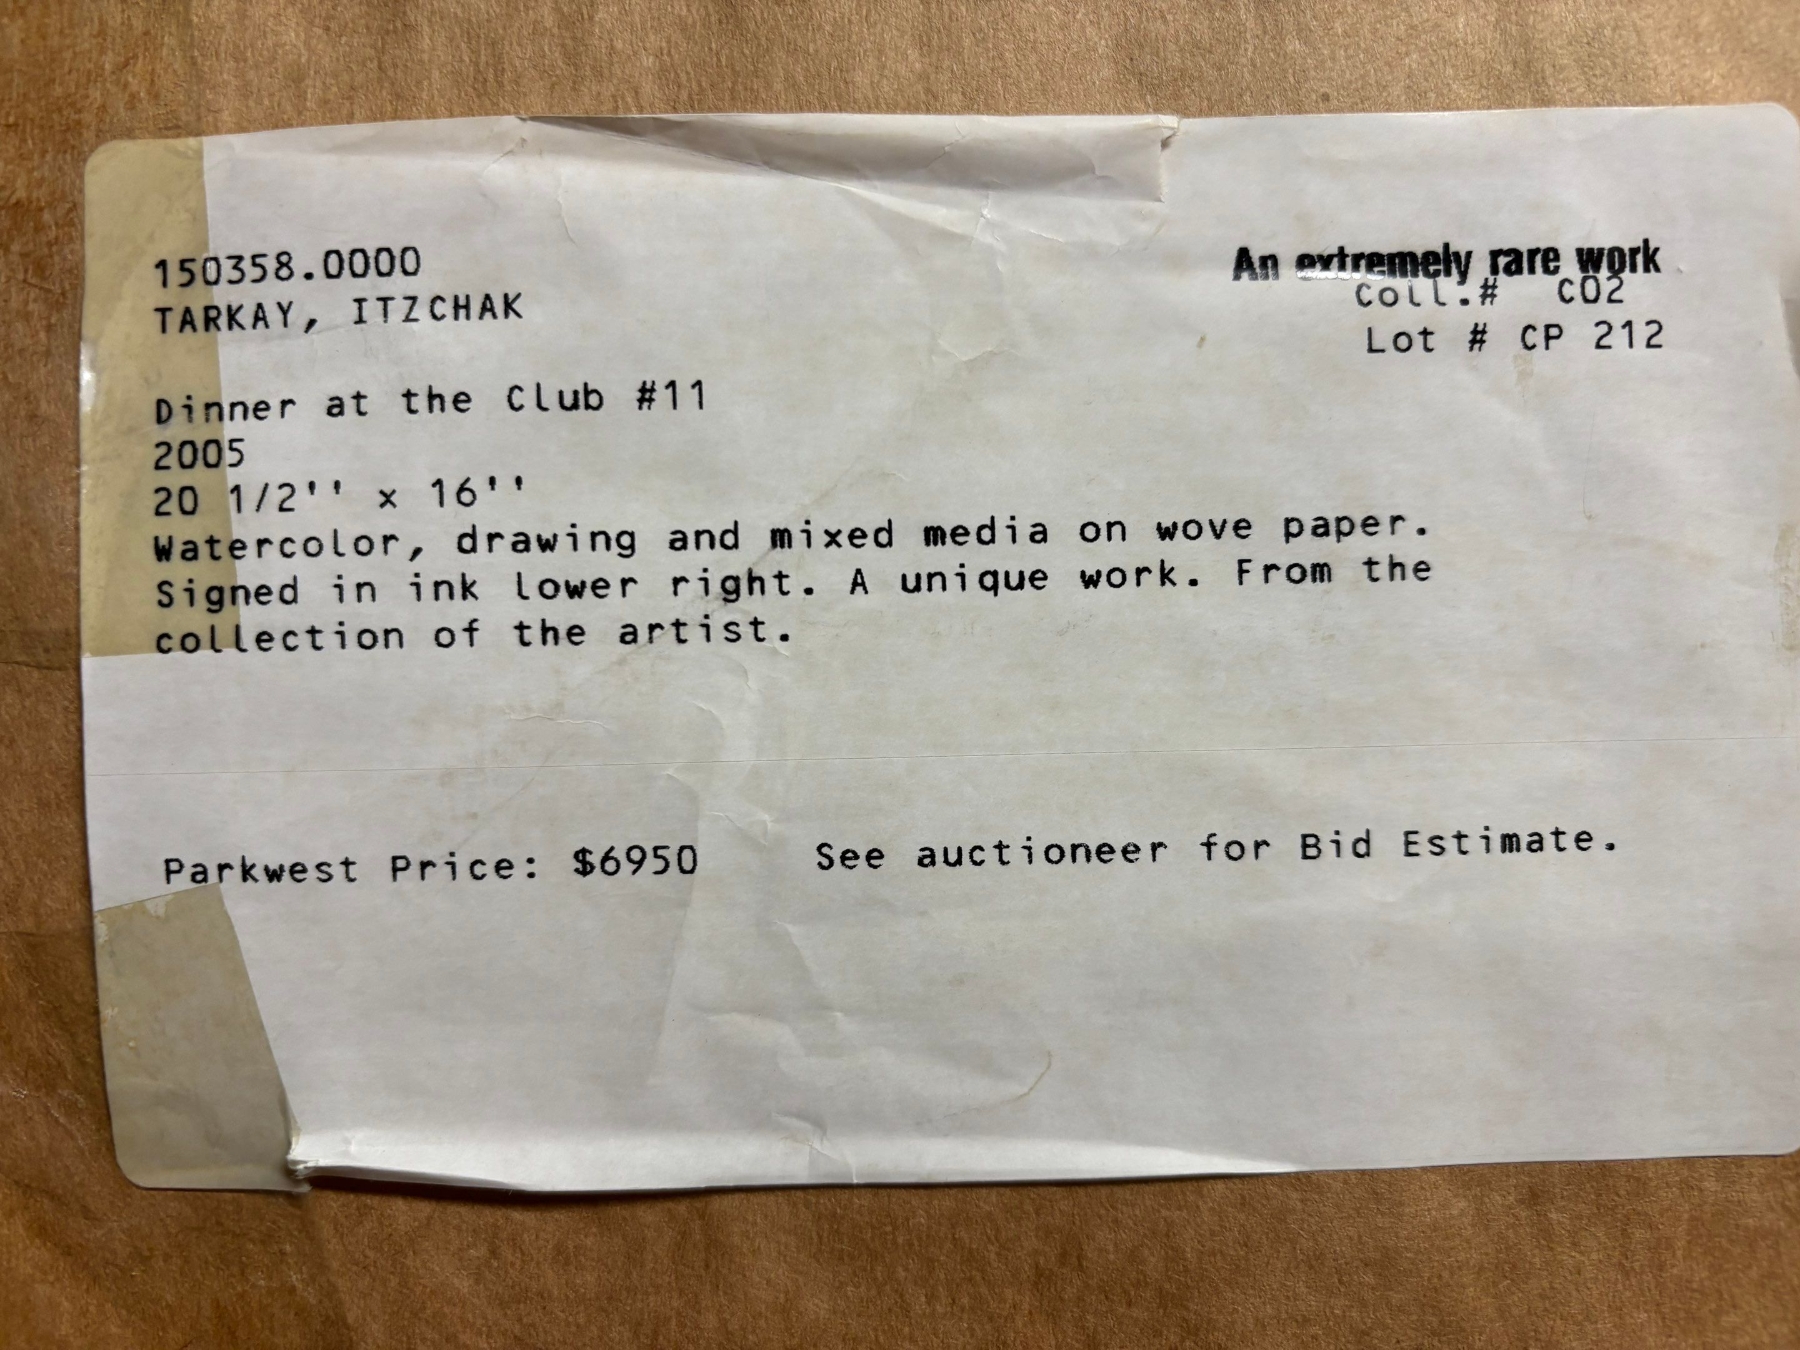 150358.0000
An extremely rare work
TARKAY, ITZCHAK
Coll.# C02
Lot # CP 212
Dinner at the Club #11
2005
20 1/2'' x 16''
Watercolor, drawing and mixed media on wove paper.
Signed in ink lower right. A unique work. From the
collection of the artist.
Parkwest Price: $6950 See auctioneer for Bid Estimate.